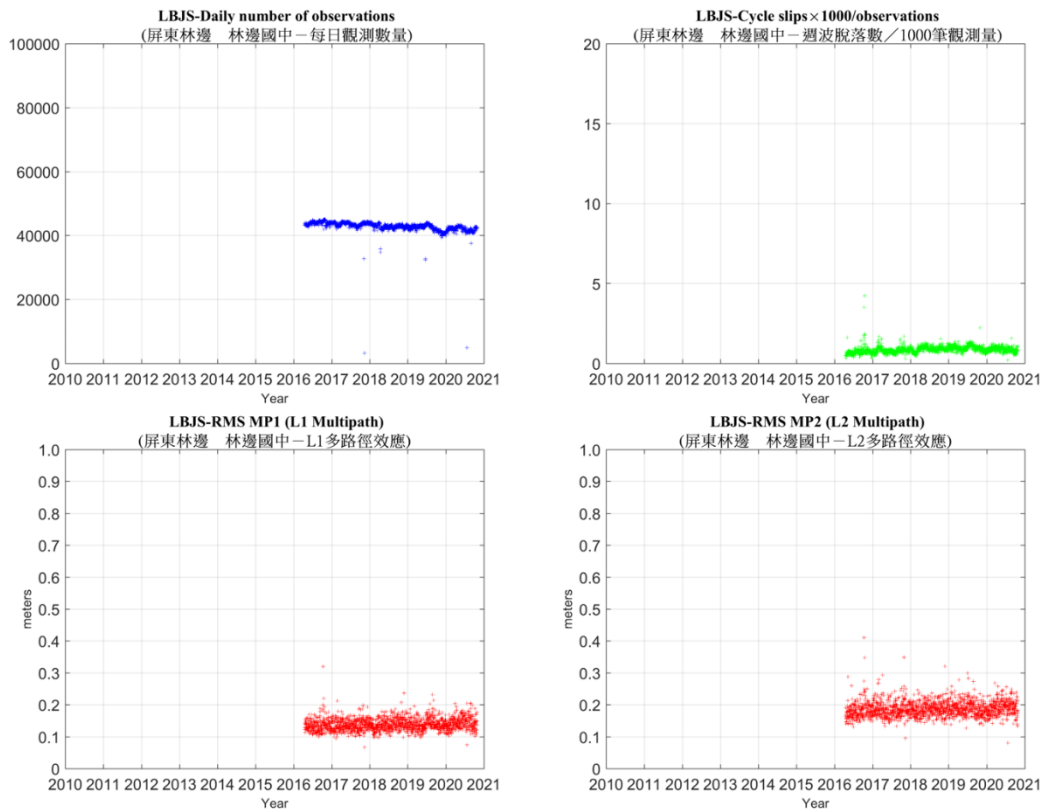 LBJS-Daily number of observations
(屏東林邊　林邊國中－每日觀測數量)
100000
80000
60000
40000
20000
0
2010 2011 2012 2013 2014 2015 2016 2017 2018 2019 2020 2021
Year
LBJS-Cycle slips×1000/observations
(屏東林邊　林邊國中－週波脫落數／1000筆觀測量)
20
15
10
5
0
2010 2011 2012 2013 2014 2015 2016 2017 2018 2019 2020 2021
Year
LBJS-RMS MP1 (L1 Multipath)
(屏東林邊　林邊國中－L1多路徑效應)
1.0
0.9
0.8
0.7
0.6
0.5
0.4
0.3
0.2
0.1
0
meters
2010 2011 2012 2013 2014 2015 2016 2017 2018 2019 2020 2021
Year
LBJS-RMS MP2 (L2 Multipath)
(屏東林邊　林邊國中－L2多路徑效應)
1.0
0.9
0.8
0.7
0.6
0.5
0.4
0.3
0.2
0.1
0
meters
2010 2011 2012 2013 2014 2015 2016 2017 2018 2019 2020 2021
Year